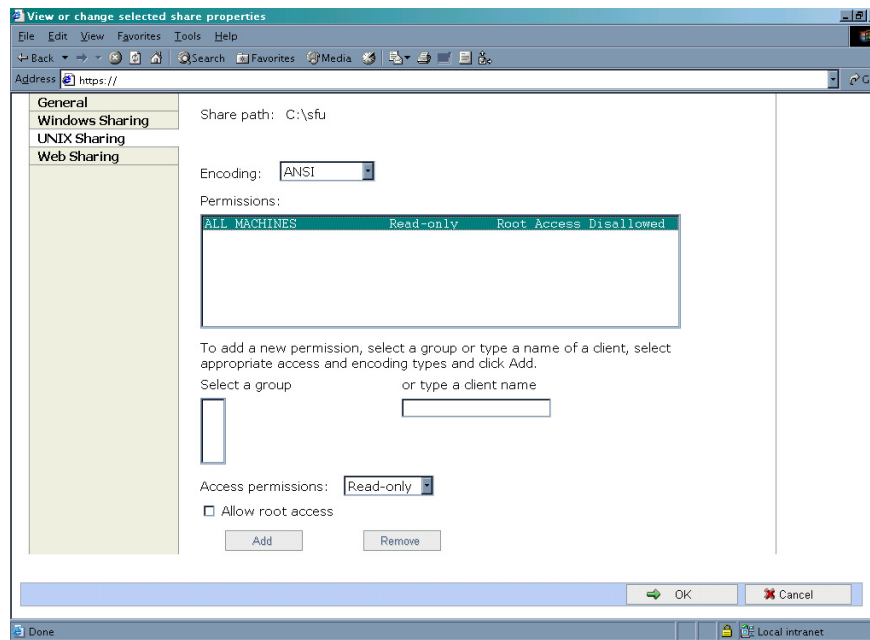 View or change selected share properties
File Edit View Favorites Tools Help
Back Search Favorites Media
Address https://
General
Windows Sharing
UNIX Sharing
Web Sharing
Share path: C:\sfu
Encoding: ANSI
Permissions:
ALL MACHINES Read-only Root Access Disallowed
To add a new permission, select a group or type a name of a client, select
appropriate access and encoding types and click Add.
Select a group or type a client name
Access permissions: Read-only
Allow root access
Add Remove
OK Cancel
Done Local intranet